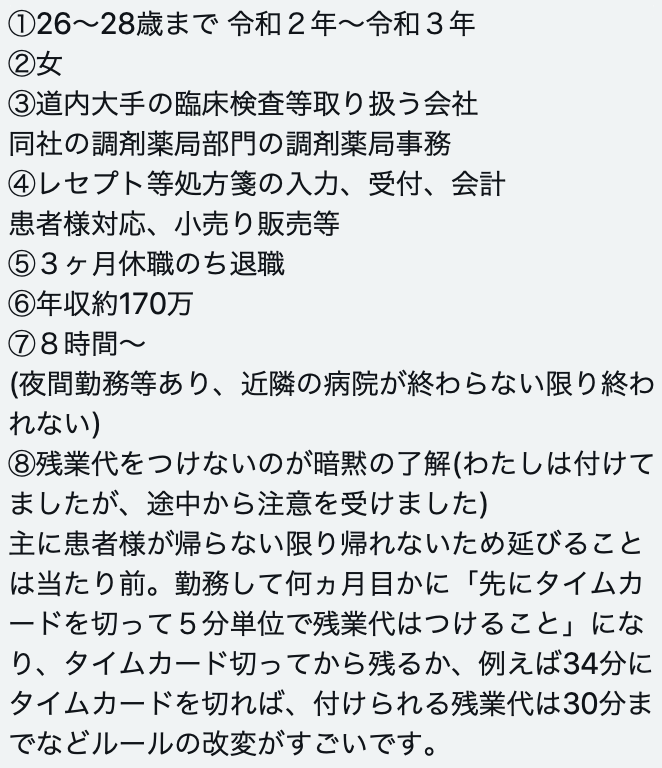 ①26〜28歳まで 令和２年〜令和３年
②女
③道内大手の臨床検査等取り扱う会社
同社の調剤薬局部門の調剤薬局事務
④レセプト等処方箋の入力、受付、会計
患者様対応、小売り販売等
⑤３ヶ月休職のち退職
⑥年収約170万
⑦８時間〜
(夜間勤務等あり、近隣の病院が終わらない限り終わ
れない)
⑧残業代をつけないのが暗黙の了解(わたしは付けて
ましたが、途中から注意を受けました)
主に患者様が帰らない限り帰れないため延びること
は当たり前。勤務して何ヵ月目かに「先にタイムカ
ードを切って５分単位で残業代はつけること」にな
り、タイムカード切ってから残るか、例えば34分に
タイムカードを切れば、付けられる残業代は30分ま
でなどルールの改変がすごいです。